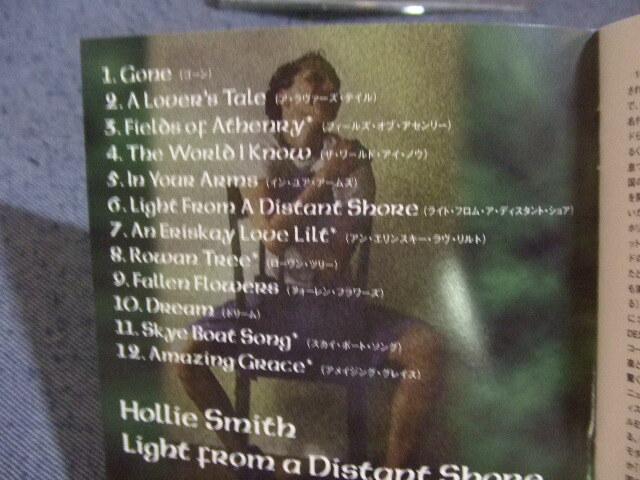 1. Gone (ゴーン)
2. A Lover's Tale (ア・ラヴァーズ・テイル)
3. Fields of Athenry* (フィールズ・オブ・アセンリー)
4. The World I Know (ザ・ワールド・アイ・ノウ)
5. In Your Arms (イン・ユア・アームズ)
6. Light From A Distant Shore (ライト・フロム・ア・ディスタント・ショア)
7. An Eriskay Love Lilt* (アン・エリンスキー・ラヴ・リルト)
8. Rowan Tree* (ローワン・ツリー)
9. Fallen Flowers (フォーレン・フラワーズ)
10. Dream (ドリーム)
11. Skye Boat Song* (スカイ・ボート・ソング)
12. Amazing Grace* (アメイジング・グレイス)
Hollie Smith
Light from a Distant Shore